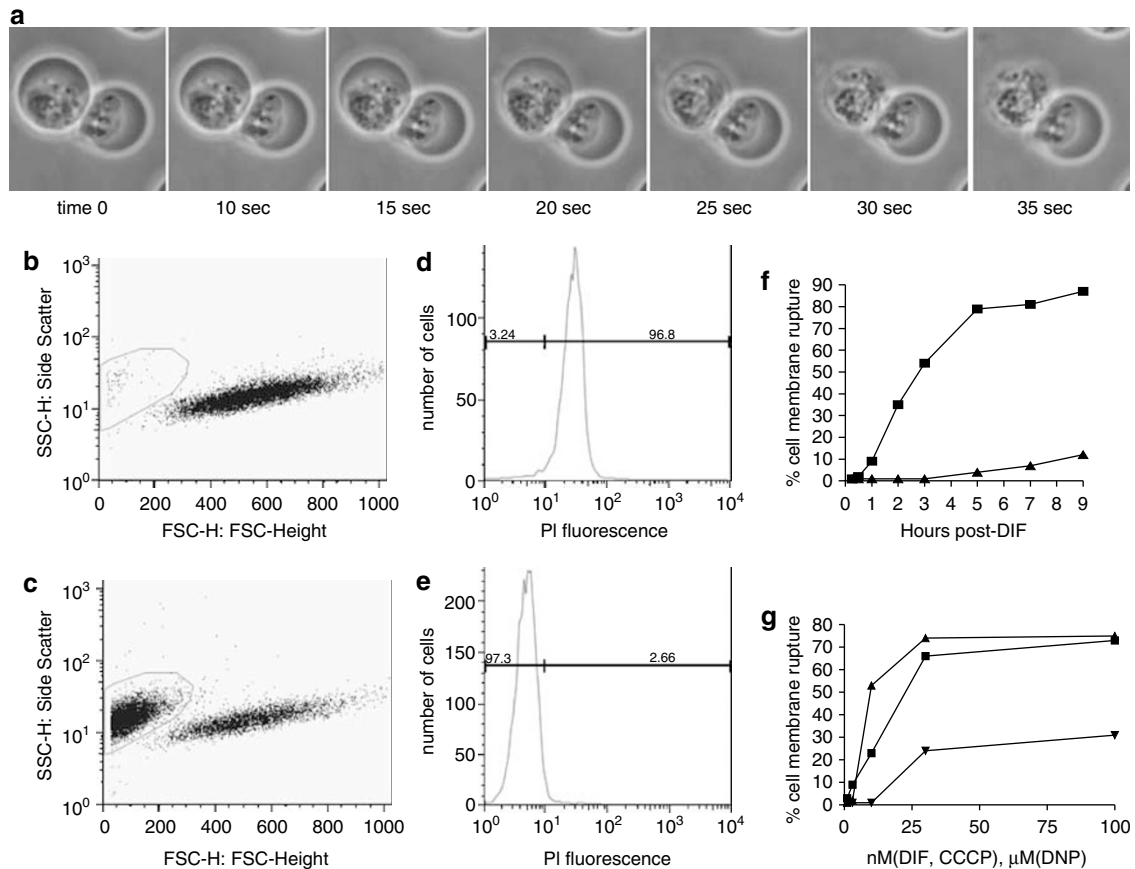 a
time 0
10 sec
15 sec
20 sec
25 sec
30 sec
35 sec
b
SSC-H: Side Scatter
10³
10²
10¹
10⁰
0 200 400 600 800 1000
FSC-H: FSC-Height
d
number of cells
100
50
0
3.24 96.8
10⁰ 10¹ 10² 10³ 10⁴
PI fluorescence
f
% cell membrane rupture
90
80
70
60
50
40
30
20
10
0
0 1 2 3 4 5 6 7 8 9
Hours post-DIF
c
SSC-H: Side Scatter
10³
10²
10¹
10⁰
0 200 400 600 800 1000
FSC-H: FSC-Height
e
number of cells
200
150
100
50
0
97.3 2.66
10⁰ 10¹ 10² 10³ 10⁴
PI fluorescence
g
% cell membrane rupture
80
70
60
50
40
30
20
10
0
0 25 50 75 100
nM(DIF, CCCP), μM(DNP)